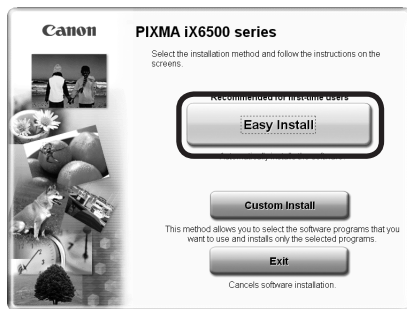 Canon
PIXMA iX6500 series
Select the installation method and follow the instructions on the
screens.
Recommended for first-time users
Easy Install
Custom Install
This method allows you to select the software programs that you
want to use and installs only the selected programs.
Exit
Cancels software installation.